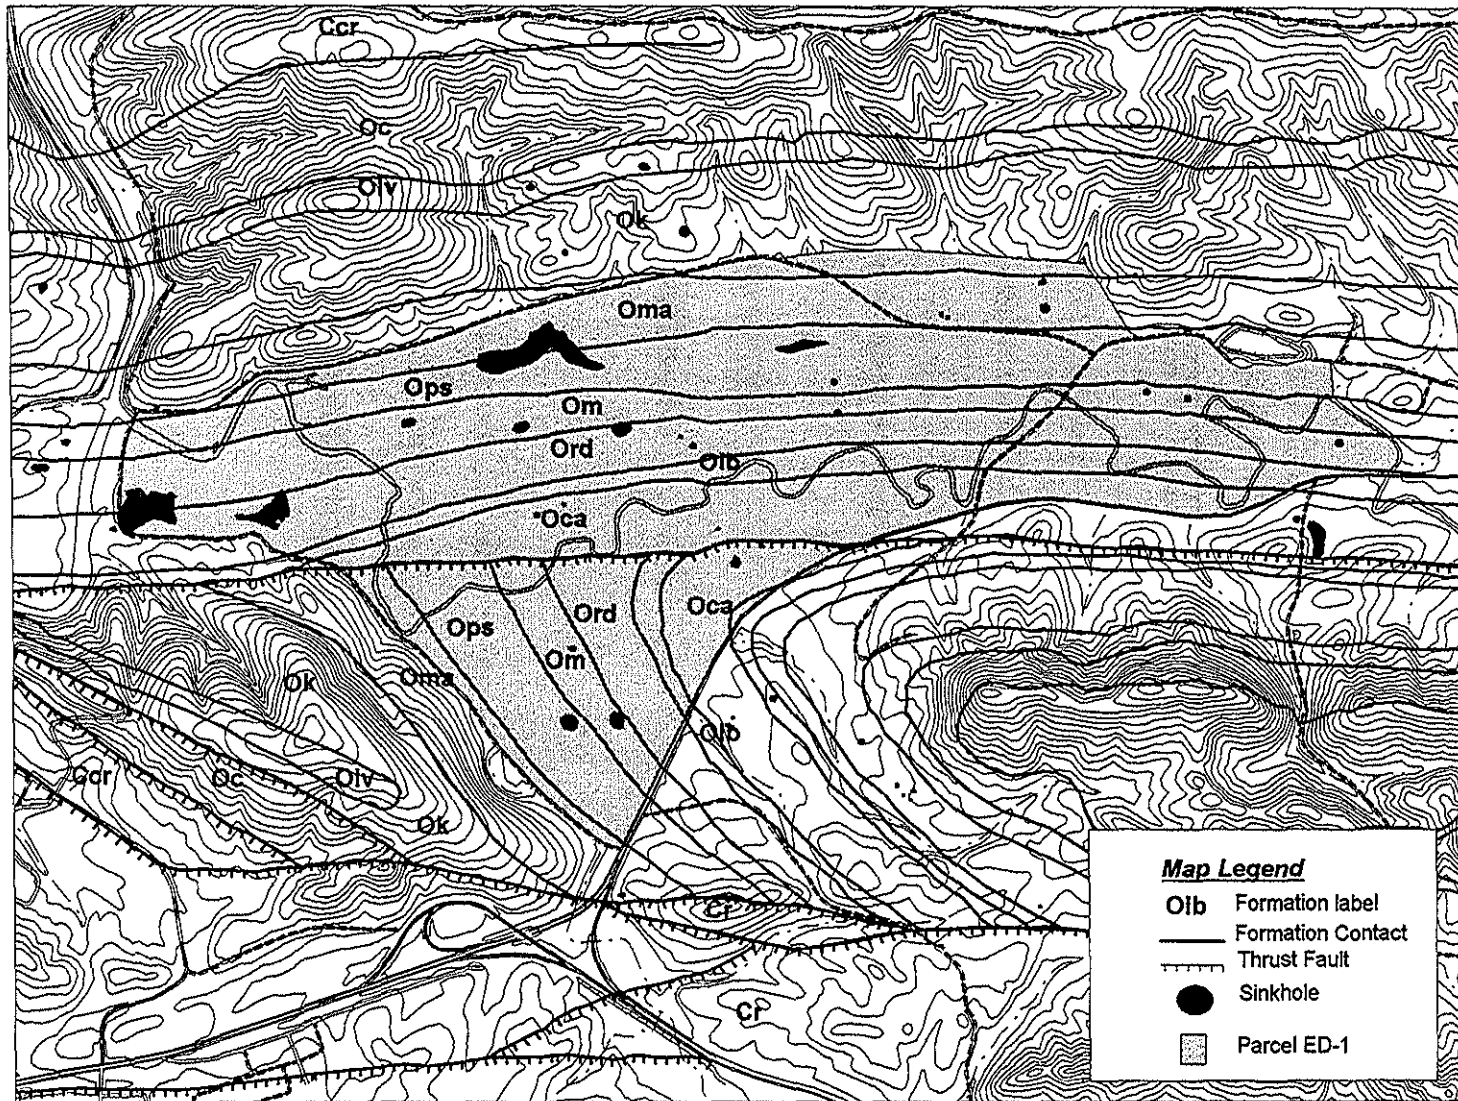 Ccr
Oc
Olv
Ok
Oma
Ops
Om
Ord
Olb
Oca
Ops
Ord
Oca
Om
Oma
Ok
Olb
Ccr
Oc
Olv
Ok
Cr
Cr
Map Legend
Olb Formation label
Formation Contact
Thrust Fault
Sinkhole
Parcel ED-1